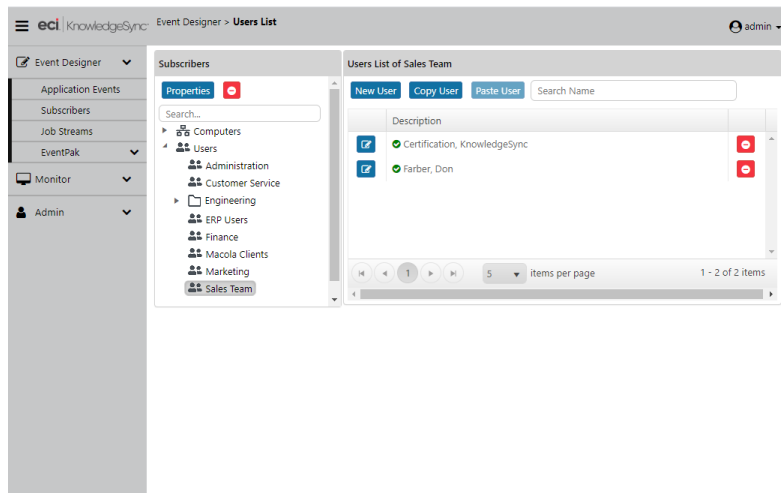 eci KnowledgeSync
Event Designer > Users List
admin
Event Designer
Application Events
Subscribers
Job Streams
EventPak
Monitor
Admin
Subscribers
Properties
Search...
Computers
Users
Administration
Customer Service
Engineering
ERP Users
Finance
Macola Clients
Marketing
Sales Team
Users List of Sales Team
New User Copy User Paste User Search Name
Description
Certification, KnowledgeSync
Farber, Don
1 5 items per page 1 - 2 of 2 items